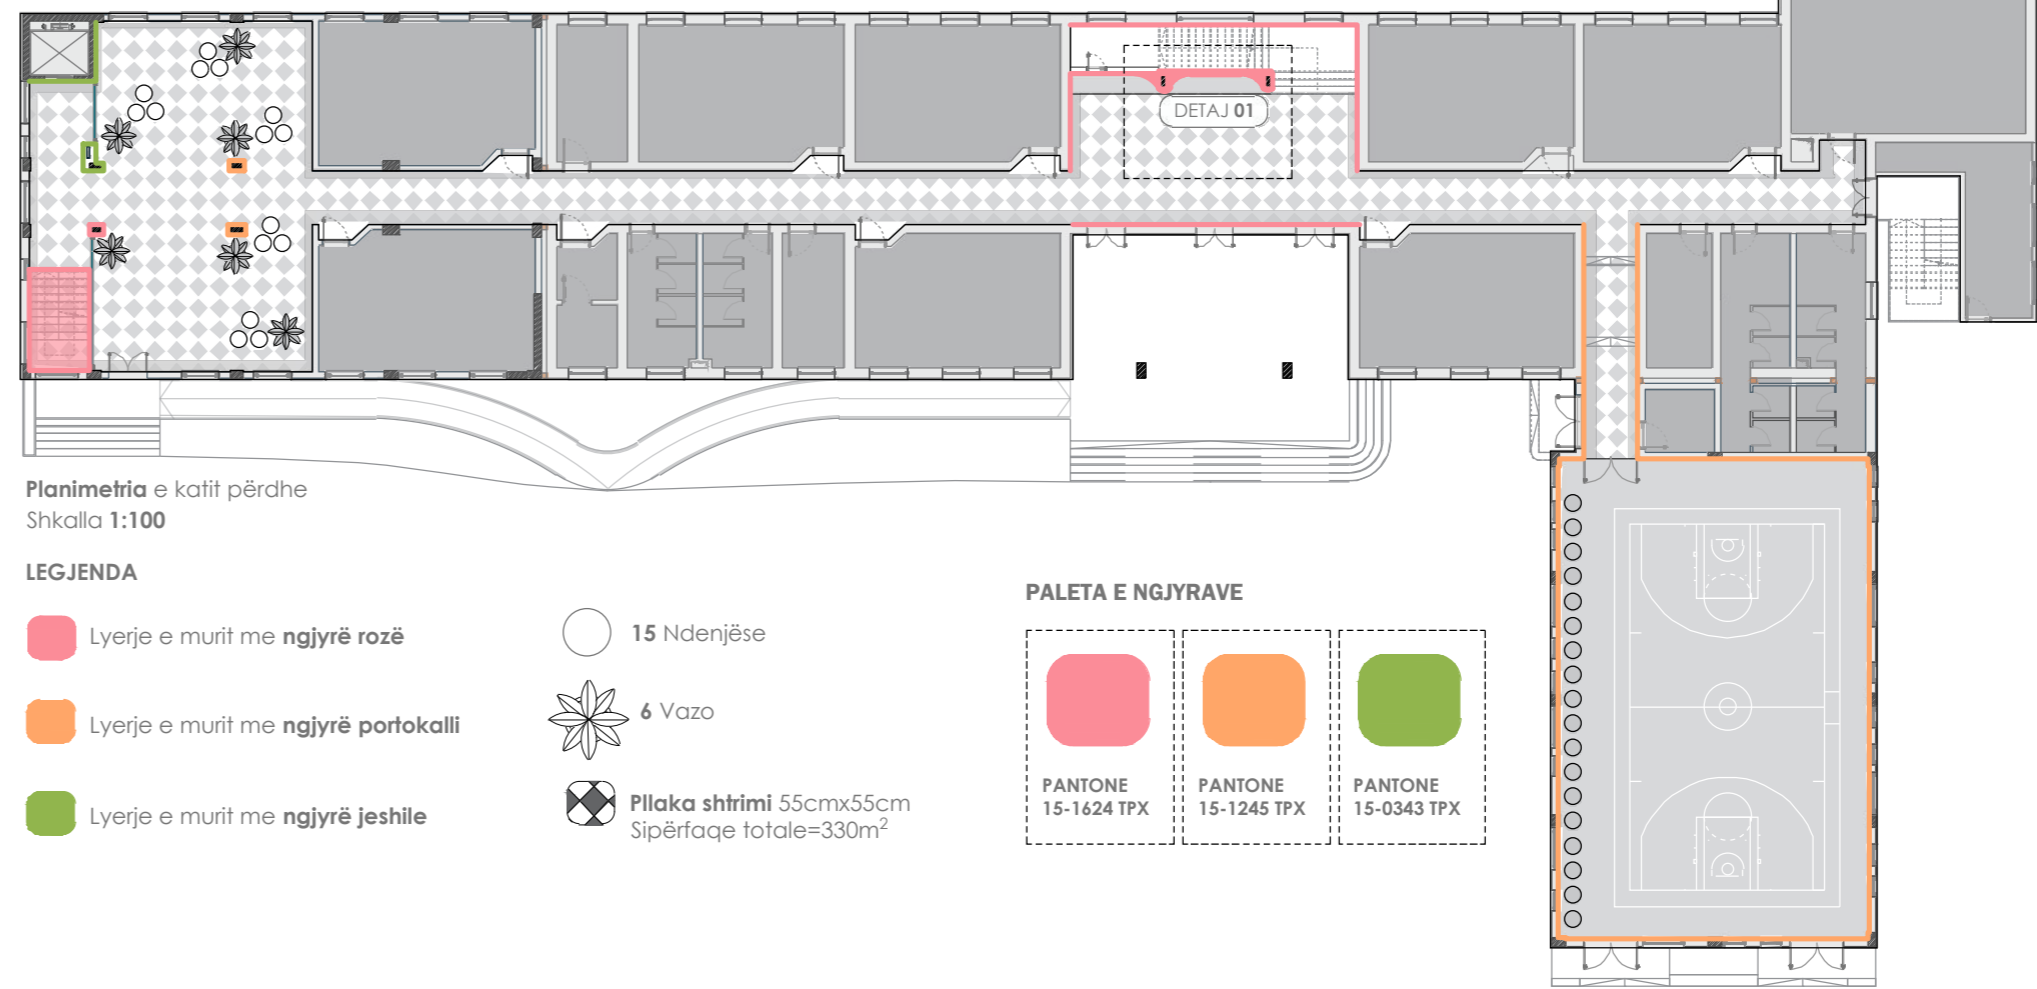 DETAJ 01
Planimetria e katit përdhe
Shkalla 1:100
LEGJENDA
Lyerje e murit me ngjyrë rozë
Lyerje e murit me ngjyrë portokalli
Lyerje e murit me ngjyrë jeshile
15 Ndenjëse
6 Vazo
Pllaka shtrimi 55cmx55cm
Sipërfaqe totale=330m²
PALETA E NGJYRAVE
PANTONE
15-1624 TPX
PANTONE
15-1245 TPX
PANTONE
15-0343 TPX